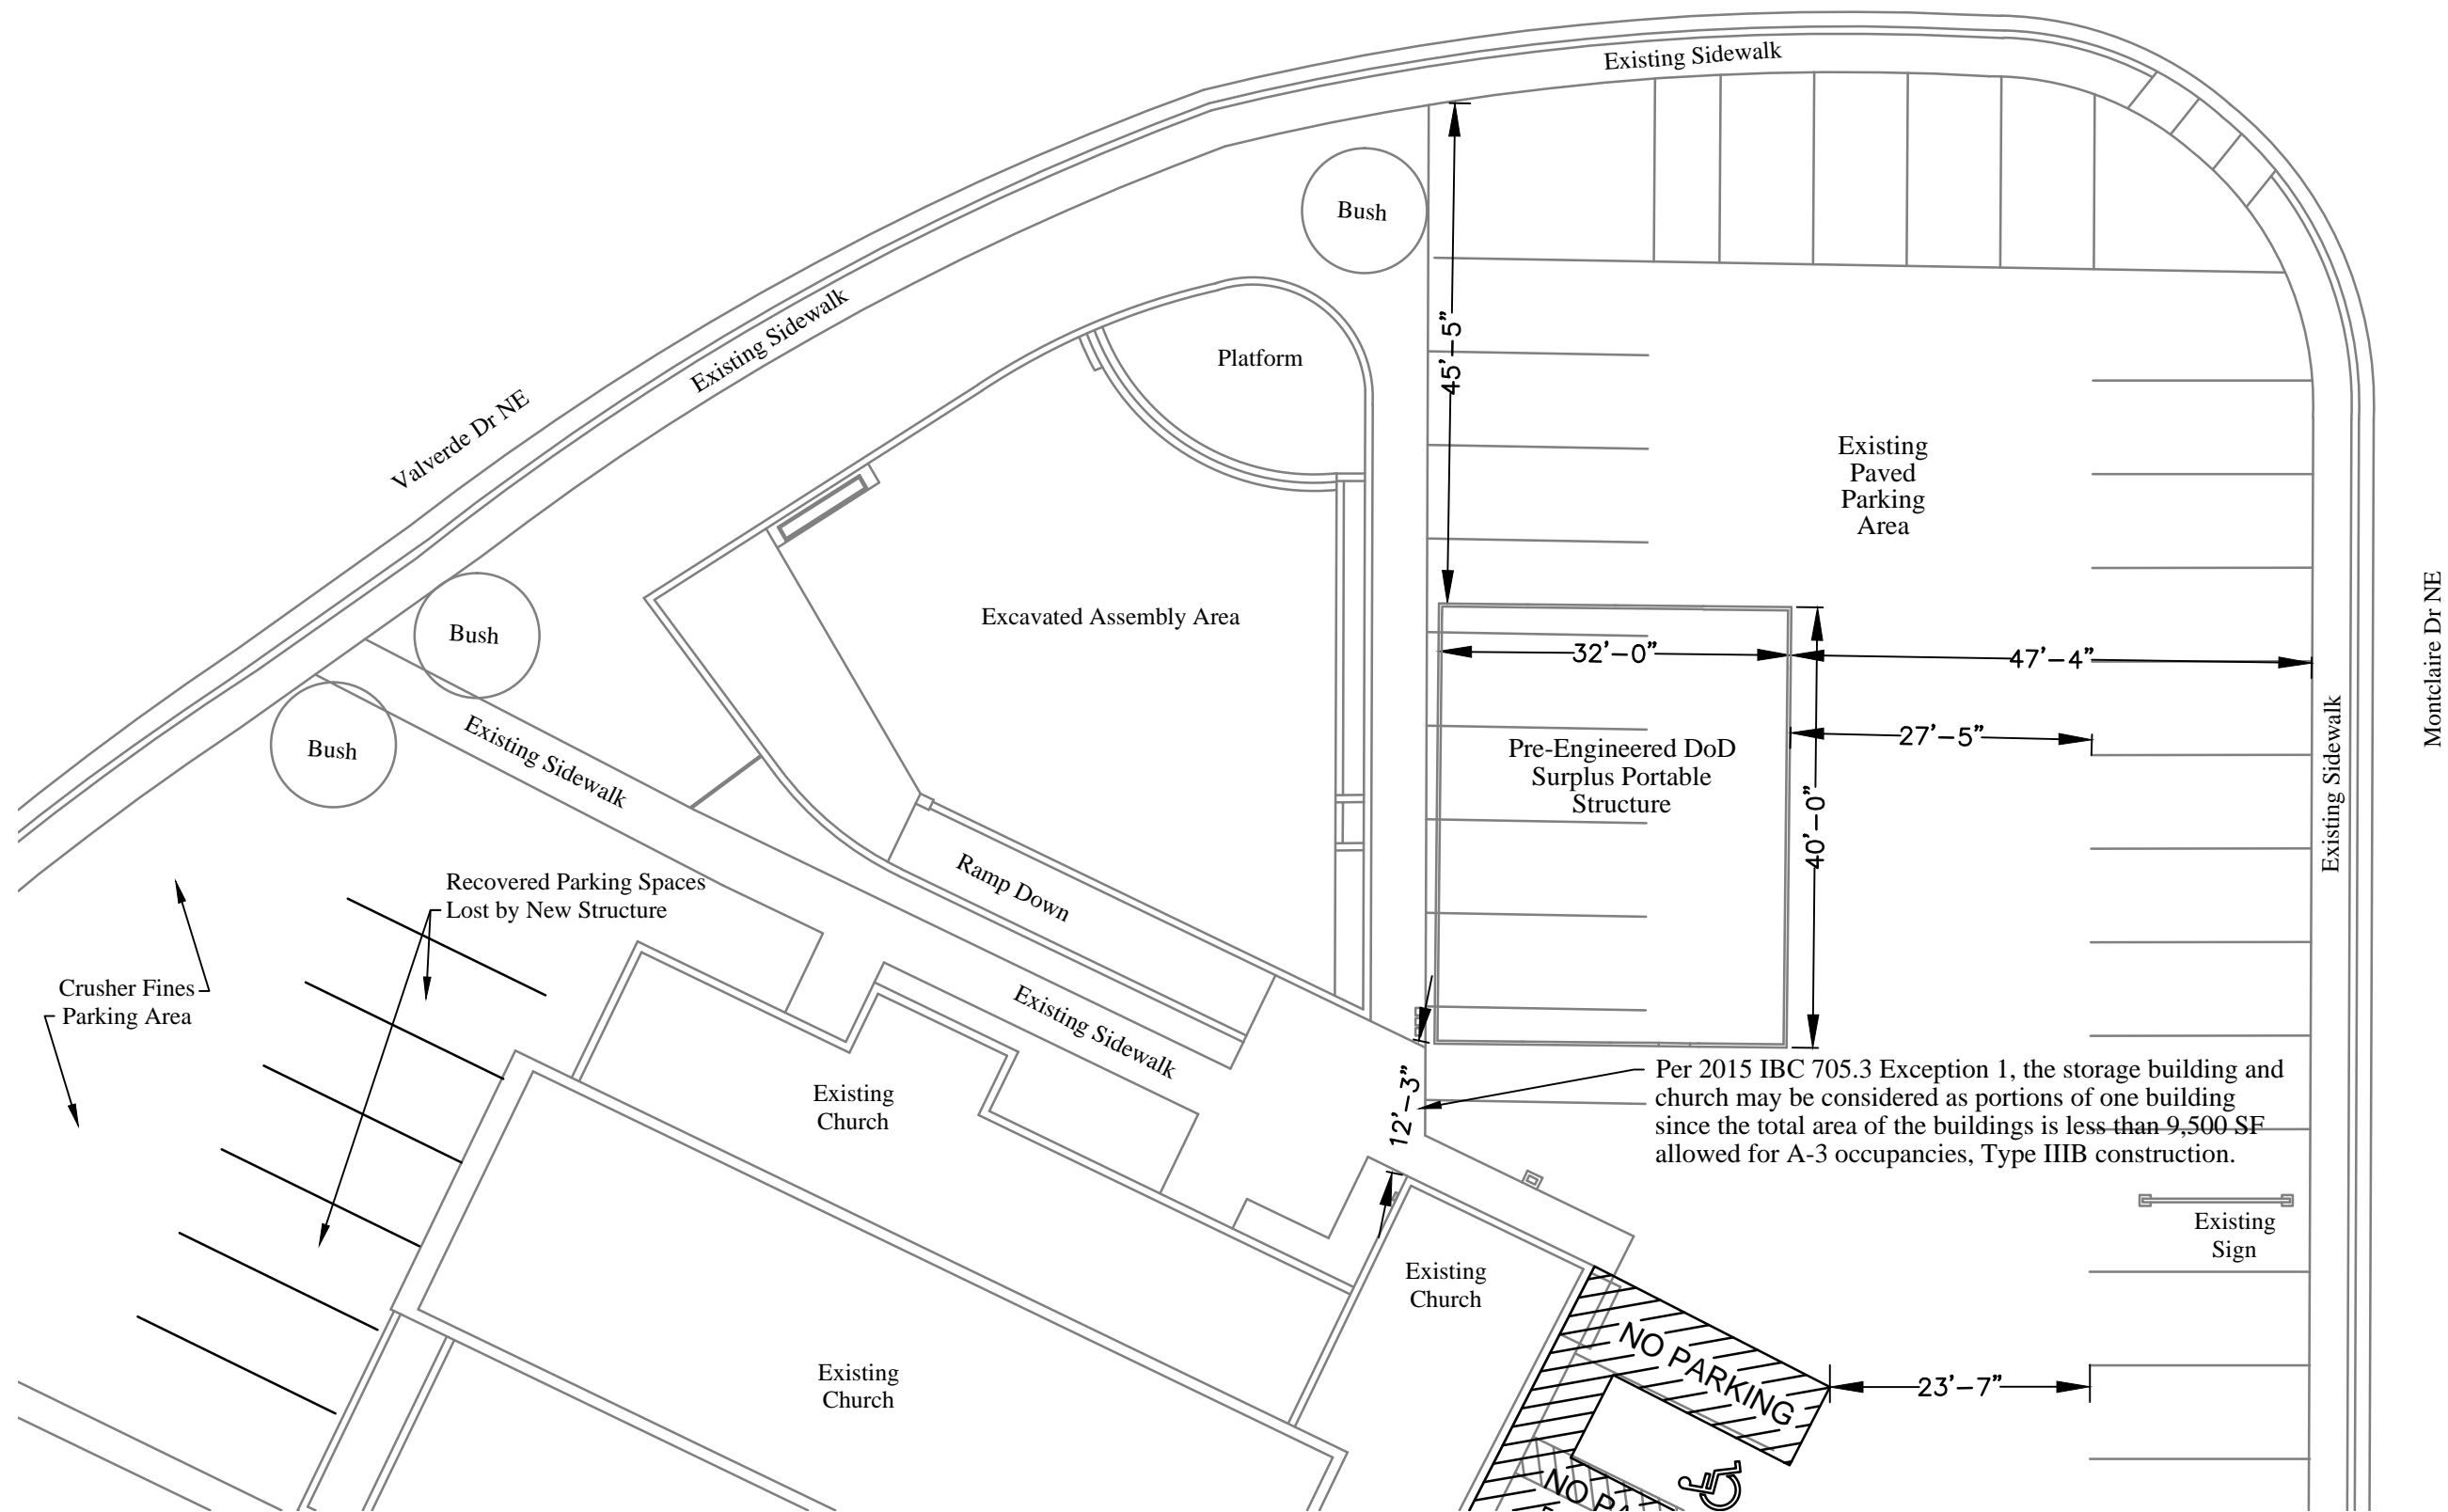 Existing Sidewalk
Bush
45'-5"
Existing Sidewalk
Platform
Valverde Dr NE
Existing
Paved
Parking
Area
Excavated Assembly Area
Bush
32'-0"
47'-4"
Montclaire Dr NE
Bush
Existing Sidewalk
27'-5"
Pre-Engineered DoD
Surplus Portable
Structure
40'-0"
Existing Sidewalk
Recovered Parking Spaces
Lost by New Structure
Ramp Down
Crusher Fines
Parking Area
Existing Sidewalk
Existing
Church
12'-3"
Per 2015 IBC 705.3 Exception 1, the storage building and
church may be considered as portions of one building
since the total area of the buildings is less than 9,500 SF
allowed for A-3 occupancies, Type IIIB construction.
Existing
Sign
Existing
Church
NO PARKING
Existing
Church
23'-7"
NO PA